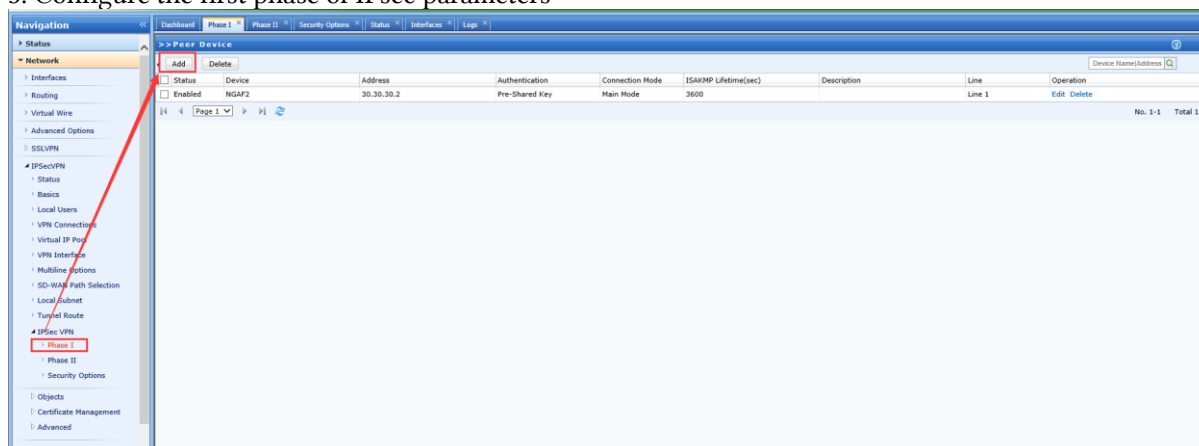 3. Configure the first phase of IPsec parameters
Navigation
Dashboard Phase I Phase II Security Options Status Interfaces Logs
Status
>>Peer Device
Network
Add Delete
Device Name|Address
Status Device Address Authentication Connection Mode ISAKMP Lifetime(sec) Description Line Operation
Enabled NGAF2 30.30.30.2 Pre-Shared Key Main Mode 3600 Line 1 Edit Delete
Page 1
No. 1-1 Total 1
Interfaces
Routing
Virtual Wire
Advanced Options
SSLVPN
IPSecVPN
Status
Basics
Local Users
VPN Connections
Virtual IP Pool
VPN Interface
Multiline Options
SD-WAN Path Selection
Local Subnet
Tunnel Route
IPSec VPN
Phase I
Phase II
Security Options
Objects
Certificate Management
Advanced